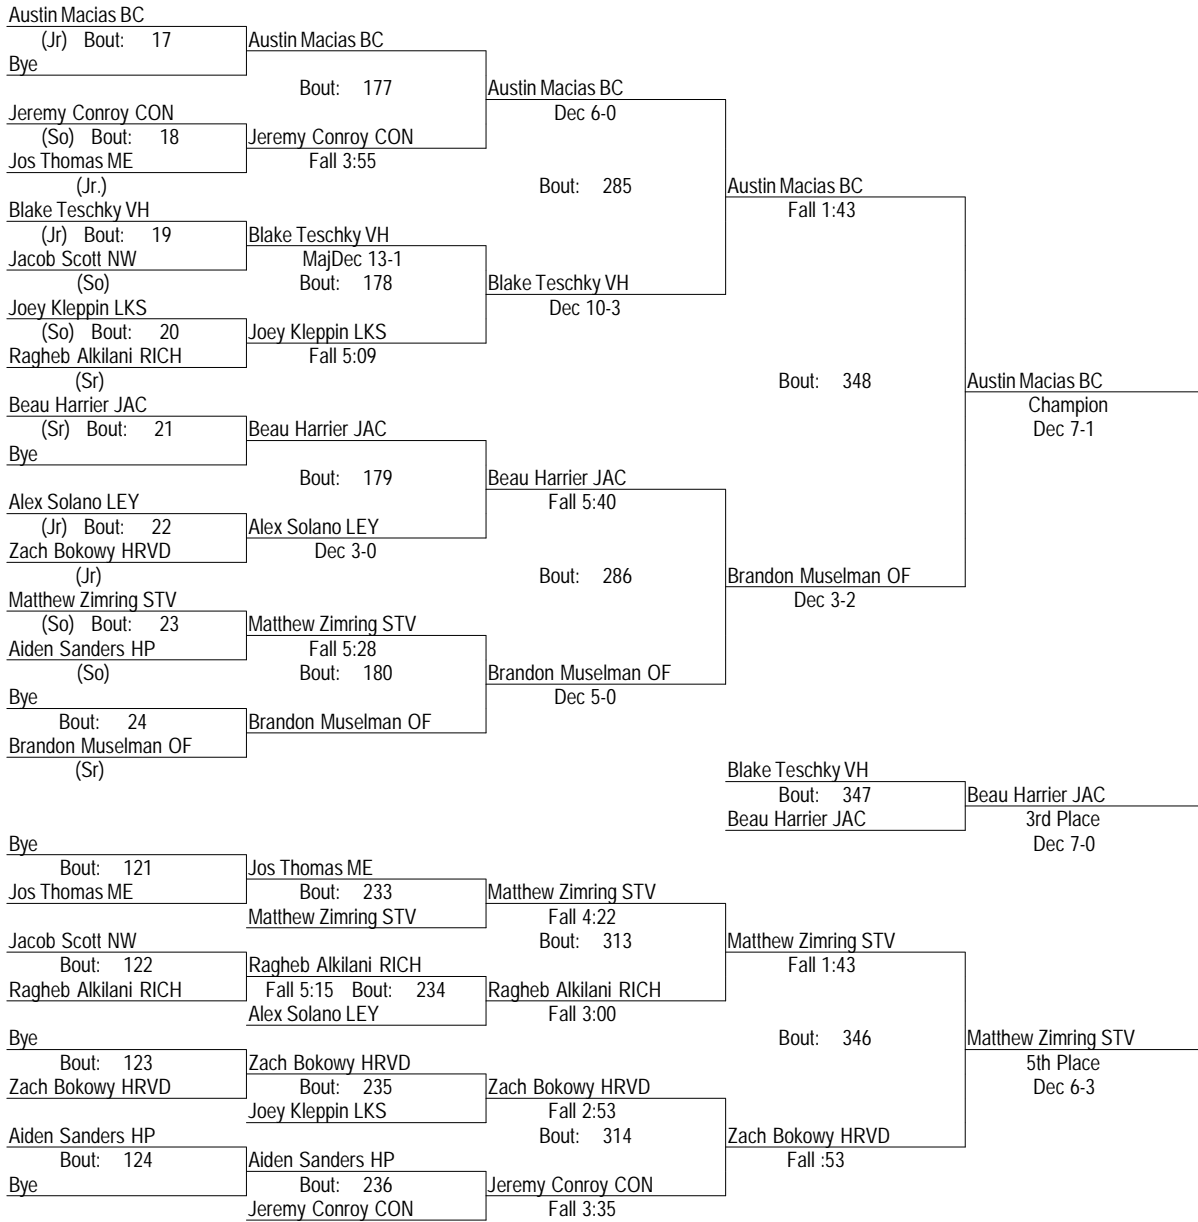 Austin Macias BC
(Jr) Bout: 17 Austin Macias BC
Bye
Bout: 177 Austin Macias BC
Jeremy Conroy CON Dec 6-0
(So) Bout: 18 Jeremy Conroy CON
Jos Thomas ME Fall 3:55
(Jr.) Bout: 285 Austin Macias BC
Blake Teschky VH Fall 1:43
(Jr) Bout: 19 Blake Teschky VH
Jacob Scott NW MajDec 13-1
(So) Bout: 178 Blake Teschky VH
Joey Kleppin LKS Dec 10-3
(So) Bout: 20 Joey Kleppin LKS
Ragheb Alkilani RICH Fall 5:09
(Sr) Bout: 348 Austin Macias BC
Beau Harrier JAC Champion
(Sr) Bout: 21 Beau Harrier JAC Dec 7-1
Bye
Bout: 179 Beau Harrier JAC
Alex Solano LEY Fall 5:40
(Jr) Bout: 22 Alex Solano LEY
Zach Bokowy HRVD Dec 3-0
(Jr) Bout: 286 Brandon Muselman OF
Matthew Zimring STV Dec 3-2
(So) Bout: 23 Matthew Zimring STV
Aiden Sanders HP Fall 5:28
(So) Bout: 180 Brandon Muselman OF
Bye Dec 5-0
Bout: 24 Brandon Muselman OF
Brandon Muselman OF
(Sr) Blake Teschky VH
Bout: 347 Beau Harrier JAC
Beau Harrier JAC 3rd Place
Bye Dec 7-0
Bout: 121 Jos Thomas ME
Jos Thomas ME Bout: 233 Matthew Zimring STV
Matthew Zimring STV Fall 4:22
Jacob Scott NW Bout: 313 Matthew Zimring STV
Bout: 122 Ragheb Alkilani RICH Fall 1:43
Ragheb Alkilani RICH Fall 5:15 Bout: 234 Ragheb Alkilani RICH
Alex Solano LEY Fall 3:00
Bye Bout: 346 Matthew Zimring STV
Bout: 123 Zach Bokowy HRVD 5th Place
Zach Bokowy HRVD Bout: 235 Zach Bokowy HRVD Dec 6-3
Joey Kleppin LKS Fall 2:53
Aiden Sanders HP Bout: 314 Zach Bokowy HRVD
Bout: 124 Aiden Sanders HP Fall :53
Bye Bout: 236 Jeremy Conroy CON
Jeremy Conroy CON Fall 3:35